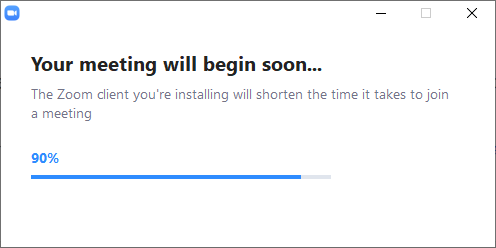 Your meeting will begin soon...
The Zoom client you're installing will shorten the time it takes to join
a meeting
90%